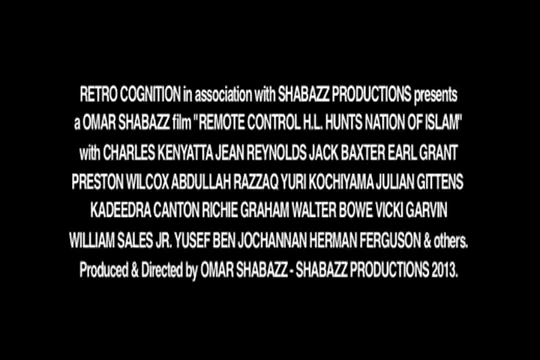 RETRO COGNITION in association with SHABAZZ PRODUCTIONS presents
a OMAR SHABAZZ film "REMOTE CONTROL H.L. HUNTS NATION OF ISLAM"
with CHARLES KENYATTA JEAN REYNOLDS JACK BAXTER EARL GRANT
PRESTON WILCOX ABDULLAH RAZZAQ YURI KOCHIYAMA JULIAN GITTENS
KADEEDRA CANTON RICHIE GRAHAM WALTER BOWE VICKI GARVIN
WILLIAM SALES JR. YUSEF BEN JOCHANNAN HERMAN FERGUSON & others.
Produced & Directed by OMAR SHABAZZ - SHABAZZ PRODUCTIONS 2013.